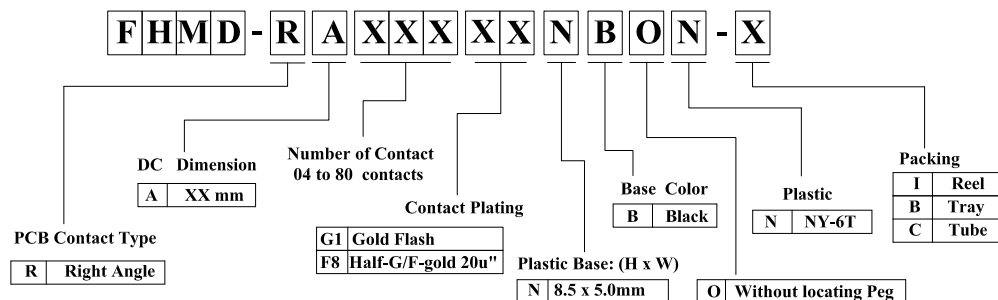 FHMD-RAXXXXXNBON-X
DC Dimension
A XX mm
Number of Contact
04 to 80 contacts
Packing
I Reel
B Tray
C Tube
Base Color
B Black
Plastic
N NY-6T
Contact Plating
G1 Gold Flash
F8 Half-G/F-gold 20u"
PCB Contact Type
R Right Angle
Plastic Base: (H x W)
N 8.5 x 5.0mm
O Without locating Peg